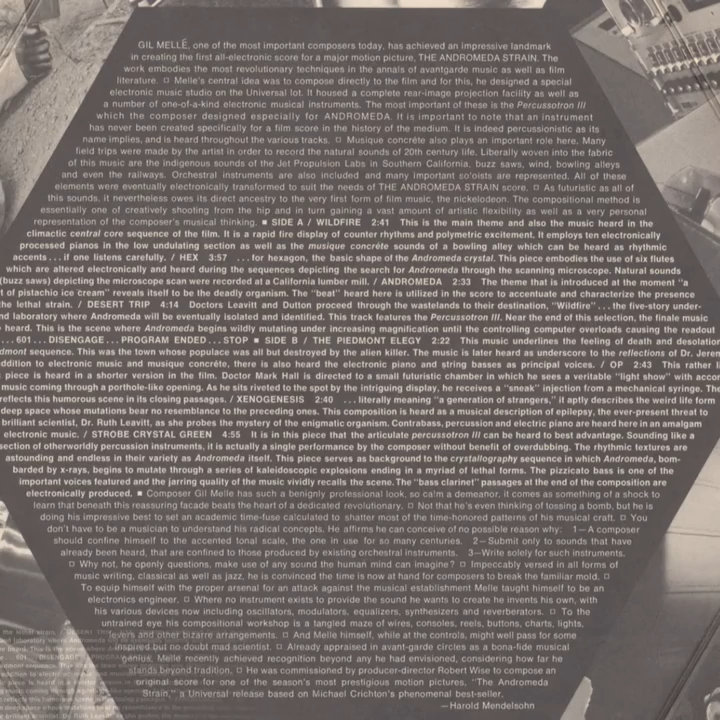 GIL MELLÉ, one of the most important composers today, has achieved an impressive landmark
in creating the first all-electronic score for a major motion picture, THE ANDROMEDA STRAIN. The
work embodies the most revolutionary techniques in the annals of avantgarde music as well as film
literature. □ Melle's central idea was to compose directly to the film and for this, he designed a special
electronic music studio on the Universal lot. It housed a complete rear-image projection facility as well as
a number of one-of-a-kind electronic musical instruments. The most important of these is the Percussotron III
which the composer designed especially for ANDROMEDA. It is important to note that an instrument
has never been created specifically for a film score in the history of the medium. It is indeed percussionistic as its
name implies, and is heard throughout the various tracks. □ Musique concréte also plays an important role here. Many
field trips were made by the artist in order to record the natural sounds of 20th century life. Liberally woven into the fabric
of this music are the indigenous sounds of the Jet Propulsion Labs in Southern California, buzz saws, wind, bowling alleys
and even the railways. Orchestral instruments are also included and many important soloists are represented. All of these
elements were eventually electronically transformed to suit the needs of THE ANDROMEDA STRAIN score. □ As futuristic as all of
this sounds, it nevertheless owes its direct ancestry to the very first form of film music, the nickelodeon. The compositional method is
essentially one of creatively shooting from the hip and in turn gaining a vast amount of artistic flexibility as well as a very personal
representation of the composer's musical thinking. ■ SIDE A / WILDFIRE 2:41 This is the main theme and also the music heard in the
climactic central core sequence of the film. It is a rapid fire display of counter rhythms and polymetric excitement. It employs ten electronically
processed pianos in the low undulating section as well as the musique concréte sounds of a bowling alley which can be heard as rhythmic
accents... if one listens carefully. / HEX 3:57 ...for hexagon, the basic shape of the Andromeda crystal. This piece embodies the use of six flutes
which are altered electronically and heard during the sequences depicting the search for Andromeda through the scanning microscope. Natural sounds
(buzz saws) depicting the microscope scan were recorded at a California lumber mill. / ANDROMEDA 2:33 The theme that is introduced at the moment "a
t of pistachio ice cream" reveals itself to be the deadly organism. The "beat" heard here is utilized in the score to accentuate and characterize the presence
the lethal strain. / DESERT TRIP 4:14 Doctors Leavitt and Dutton proceed through the wastelands to their destination, "Wildfire"... the five-story under-
nd laboratory where Andromeda will be eventually isolated and identified. This track features the Percussotron III. Near the end of this selection, the finale music
heard. This is the scene where Andromeda begins wildly mutating under increasing magnification until the controlling computer overloads causing the readout
...601...DISENGAGE...PROGRAM ENDED...STOP ■ SIDE B / THE PIEDMONT ELEGY 2:22 This music underlines the feeling of death and desolation
dmont sequence. This was the town whose populace was all but destroyed by the alien killer. The music is later heard as underscore to the reflections of Dr. Jeren
ddition to electronic music and musique concréte, there is also heard the electronic piano and string basses as principal voices. / OP 2:43 This rather li
piece is heard in a shorter version in the film. Doctor Mark Hall is directed to a small futuristic chamber in which he sees a veritable "light show" with accor
music coming through a porthole-like opening. As he sits riveted to the spot by the intriguing display, he receives a "sneak" injection from a mechanical syringe. The
reflects this humorous scene in its closing passages. / XENOGENESIS 2:40 ...literally meaning "a generation of strangers," it aptly describes the weird life form
deep space whose mutations bear no resemblance to the preceding ones. This composition is heard as a musical description of epilepsy, the ever-present threat to
brilliant scientist, Dr. Ruth Leavitt, as she probes the mystery of the enigmatic organism. Contrabass, percussion and electric piano are heard here in an amalgam
electronic music. / STROBE CRYSTAL GREEN 4:55 It is in this piece that the articulate percussotron III can be heard to best advantage. Sounding like a
section of otherworldly percussion instruments, it is actually a single performance by the composer without benefit of overdubbing. The rhythmic textures are
astounding and endless in their variety as Andromeda itself. This piece serves as background to the crystallography sequence in which Andromeda, bom-
barded by x-rays, begins to mutate through a series of kaleidoscopic explosions ending in a myriad of lethal forms. The pizzicato bass is one of the
important voices featured and the jarring quality of the music vividly recalls the scene. The "bass clarinet" passages at the end of the composition are
electronically produced. ■ Composer Gil Melle has such a benignly professional look, so calm a demeanor, it comes as something of a shock to
learn that beneath this reassuring facade beats the heart of a dedicated revolutionary. □ Not that he's even thinking of tossing a bomb, but he is
doing his impressive best to set an academic time-fuse calculated to shatter most of the time-honored patterns of his musical craft. □ You
don't have to be a musician to understand his radical concepts. He affirms he can conceive of no possible reason why: 1—A composer
should confine himself to the accented tonal scale, the one in use for so many centuries. 2—Submit only to sounds that have
already been heard, that are confined to those produced by existing orchestral instruments. 3—Write solely for such instruments.
□ Why not, he openly questions, make use of any sound the human mind can imagine? □ Impeccably versed in all forms of
music writing, classical as well as jazz, he is convinced the time is now at hand for composers to break the familiar mold. □
To equip himself with the proper arsenal for an attack against the musical establishment Melle taught himself to be an
electronics engineer. □ Where no instrument exists to provide the sound he wants to create he invents his own, with
his various devices now including oscillators, modulators, equalizers, synthesizers and reverberators. □ To the
untrained eye his compositional workshop is a tangled maze of wires, consoles, reels, buttons, charts, lights,
levers and other bizarre arrangements. □ And Melle himself, while at the controls, might well pass for some
inspired but no doubt mad scientist. □ Already appraised in avant-garde circles as a bona-fide musical
genius, Melle recently achieved recognition beyond any he had envisioned, considering how far he
stands beyond tradition. □ He was commissioned by producer-director Robert Wise to compose an
original score for one of the season's most prestigious motion pictures, "The Andromeda
Strain," a Universal release based on Michael Crichton's phenomenal best-seller.
—Harold Mendelsohn